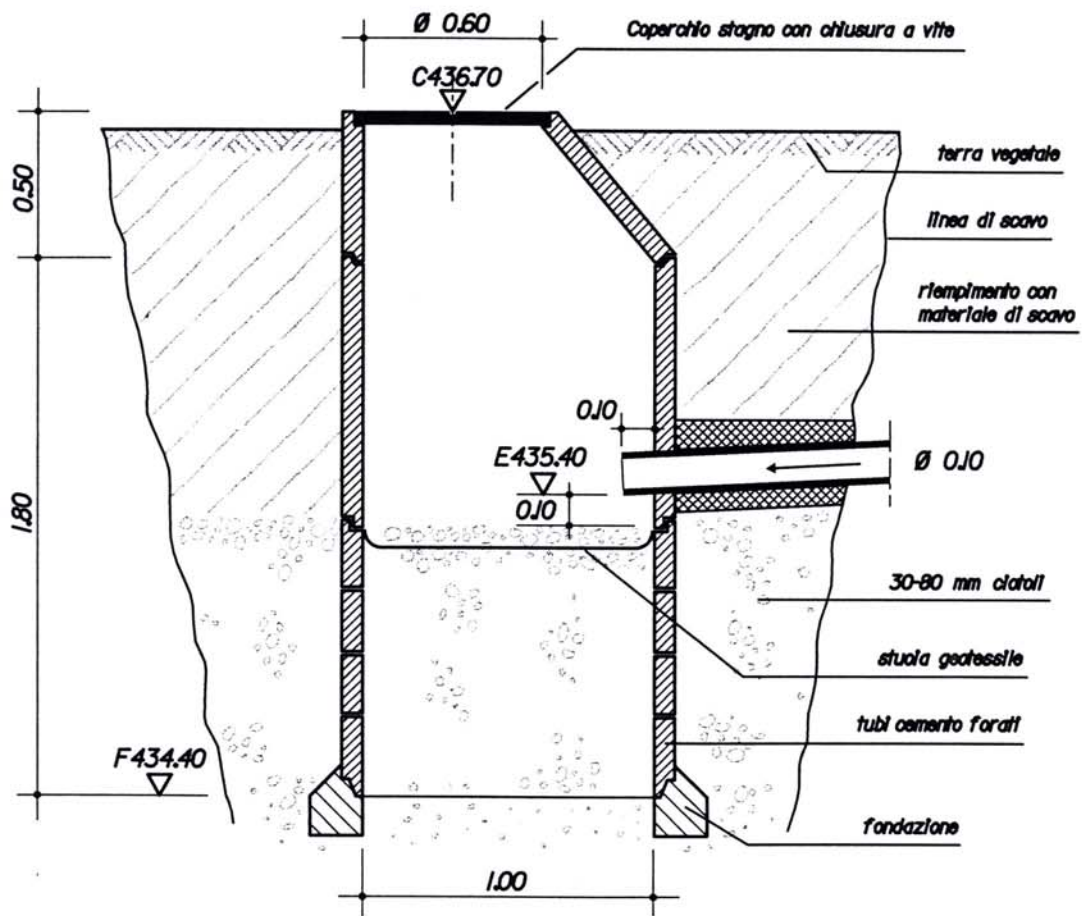 Ø 0.60
Coperchio stagno con chiusura a vite
C436.70
terra vegetale
0.50
linea di scavo
riempimento con
materiale di scavo
0.10
E435.40
Ø 0.10
0.10
1.80
30-80 mm ciotoli
stuoia geotessile
tubi cemento forati
F434.40
fondazione
1.00